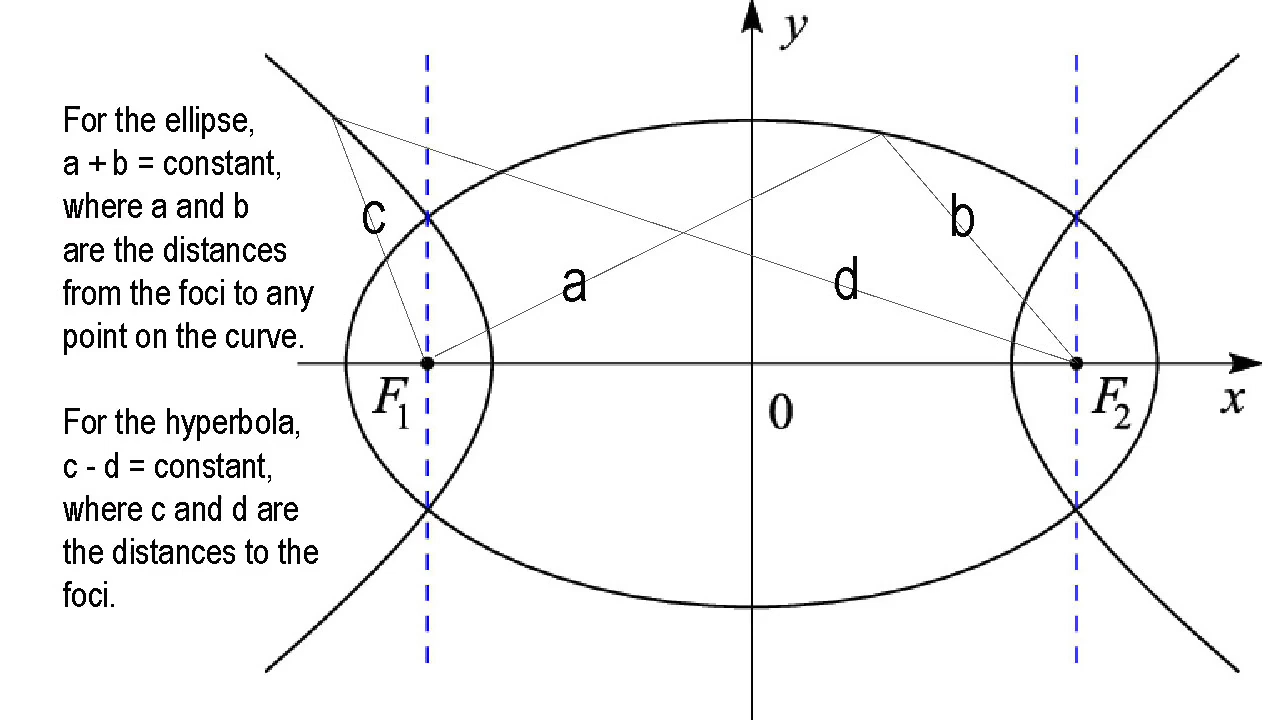 For the ellipse,
a + b = constant,
where a and b
are the distances
from the foci to any
point on the curve.
For the hyperbola,
c - d = constant,
where c and d are
the distances to the
foci.
y
c
b
a
d
F1
0
F2
x